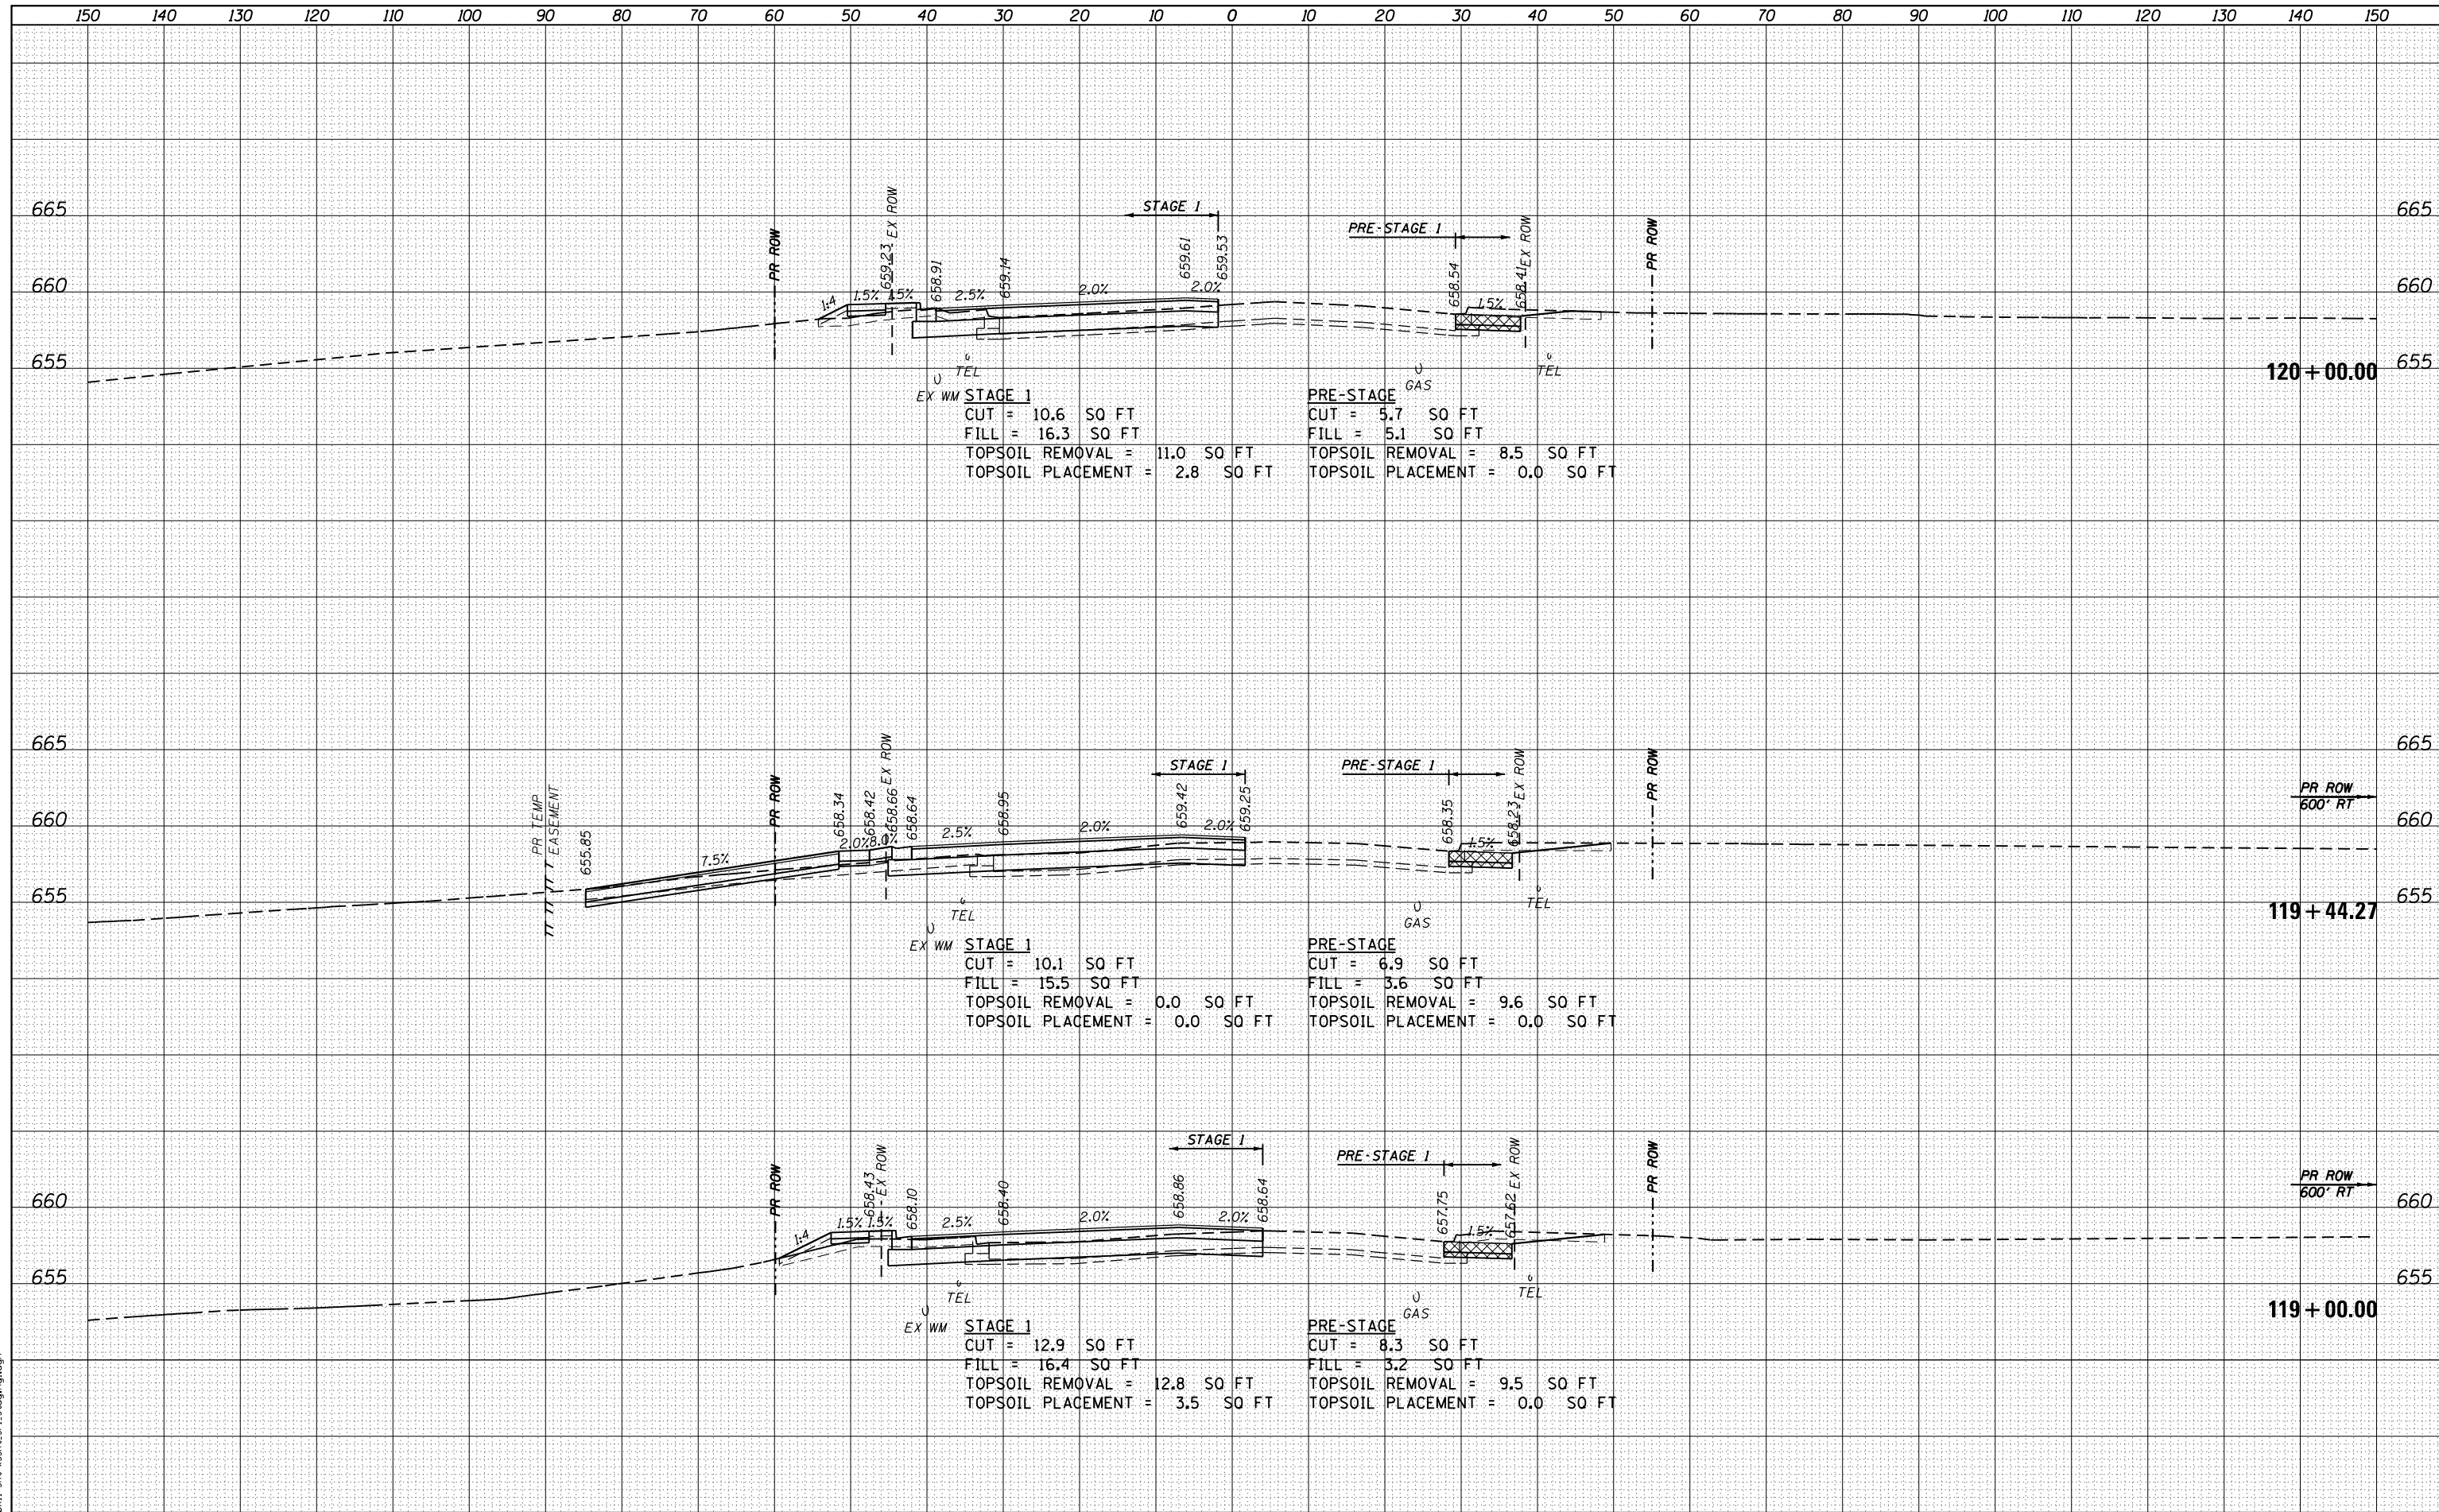 150 140 130 120 110 100 90 80 70 60 50 40 30 20 10 0 10 20 30 40 50 60 70 80 90 100 110 120 130 140 150
665 665
STAGE 1
PRE-STAGE 1
PR ROW
EX ROW
EX ROW
PR ROW
659.23
658.91
659.14
659.61
659.53
658.54
658.41
660 660
1:4 1.5% 1.5% 2.5% 2.0% 2.0% 1.5%
655 655
TEL
EX WM
GAS
TEL
120+00.00
STAGE 1
CUT = 10.6 SQ FT
FILL = 16.3 SQ FT
TOPSOIL REMOVAL = 11.0 SQ FT
TOPSOIL PLACEMENT = 2.8 SQ FT
PRE-STAGE
CUT = 5.7 SQ FT
FILL = 5.1 SQ FT
TOPSOIL REMOVAL = 8.5 SQ FT
TOPSOIL PLACEMENT = 0.0 SQ FT
665 665
STAGE 1
PRE-STAGE 1
PR TEMP
EASEMENT
PR ROW
EX ROW
EX ROW
PR ROW
PR ROW
600' RT
655.85
658.34
658.42
658.66
658.64
658.95
659.42
659.25
658.35
658.23
660 660
7.5% 2.0% 8.0% 2.5% 2.0% 2.0% 1.5%
655 655
TEL
EX WM
GAS
TEL
119+44.27
STAGE 1
CUT = 10.1 SQ FT
FILL = 15.5 SQ FT
TOPSOIL REMOVAL = 0.0 SQ FT
TOPSOIL PLACEMENT = 0.0 SQ FT
PRE-STAGE
CUT = 6.9 SQ FT
FILL = 3.6 SQ FT
TOPSOIL REMOVAL = 9.6 SQ FT
TOPSOIL PLACEMENT = 0.0 SQ FT
STAGE 1
PRE-STAGE 1
PR ROW
EX ROW
EX ROW
PR ROW
PR ROW
600' RT
658.43
658.10
658.40
658.86
658.64
657.75
657.62
660 660
1:4 1.5% 1.5% 2.5% 2.0% 2.0% 1.5%
655 655
TEL
EX WM
GAS
TEL
119+00.00
STAGE 1
CUT = 12.9 SQ FT
FILL = 16.4 SQ FT
TOPSOIL REMOVAL = 12.8 SQ FT
TOPSOIL PLACEMENT = 3.5 SQ FT
PRE-STAGE
CUT = 8.3 SQ FT
FILL = 3.2 SQ FT
TOPSOIL REMOVAL = 9.5 SQ FT
TOPSOIL PLACEMENT = 0.0 SQ FT